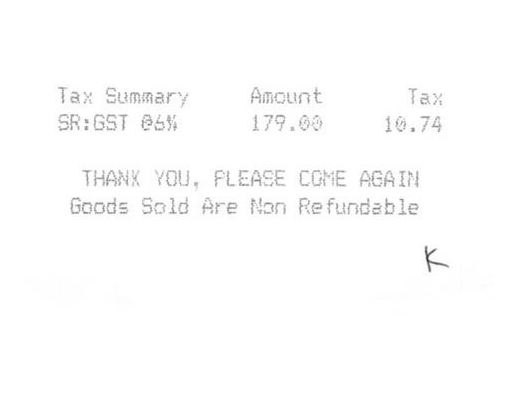 Tax Summary Amount Tax
SR:GST @6% 179.00 10.74
THANK YOU, PLEASE COME AGAIN
Goods Sold Are Non Refundable
K